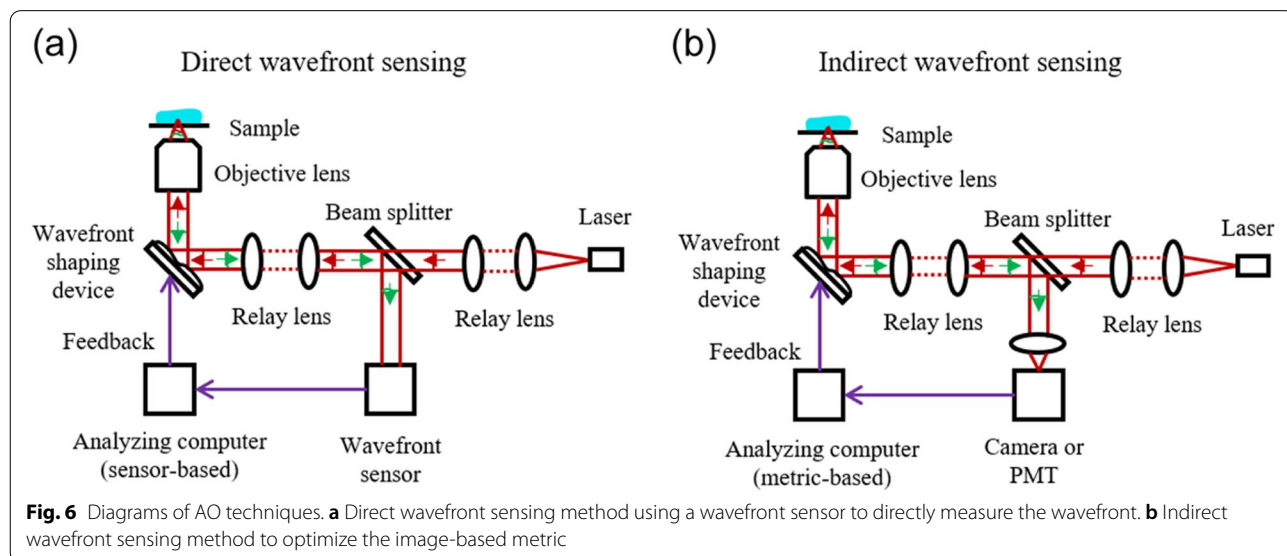 (a)
Direct wavefront sensing
Sample
Objective lens
Beam splitter
Laser
Wavefront
shaping
device
Relay lens
Relay lens
Feedback
Analyzing computer
(sensor-based)
Wavefront
sensor
(b)
Indirect wavefront sensing
Sample
Objective lens
Beam splitter
Laser
Wavefront
shaping
device
Relay lens
Relay lens
Feedback
Analyzing computer
(metric-based)
Camera or
PMT
Fig. 6 Diagrams of AO techniques. a Direct wavefront sensing method using a wavefront sensor to directly measure the wavefront. b Indirect
wavefront sensing method to optimize the image-based metric